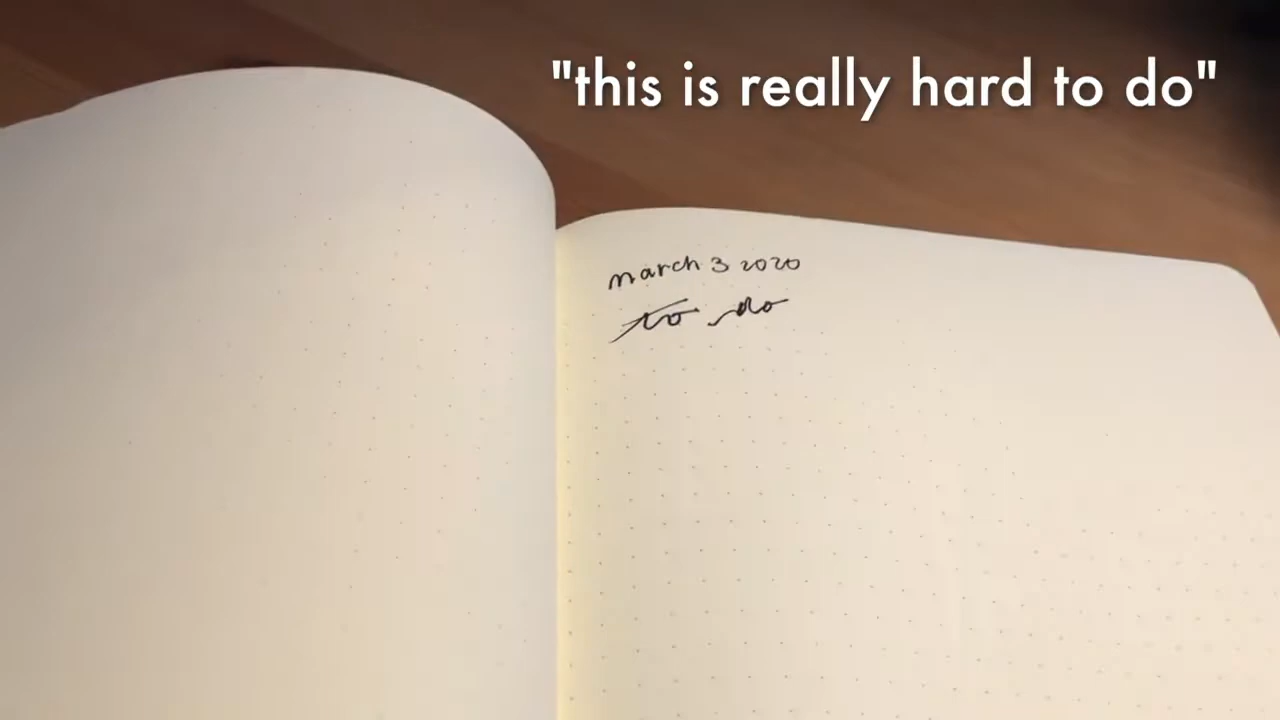 "this is really hard to do"
march 3 2020
to do